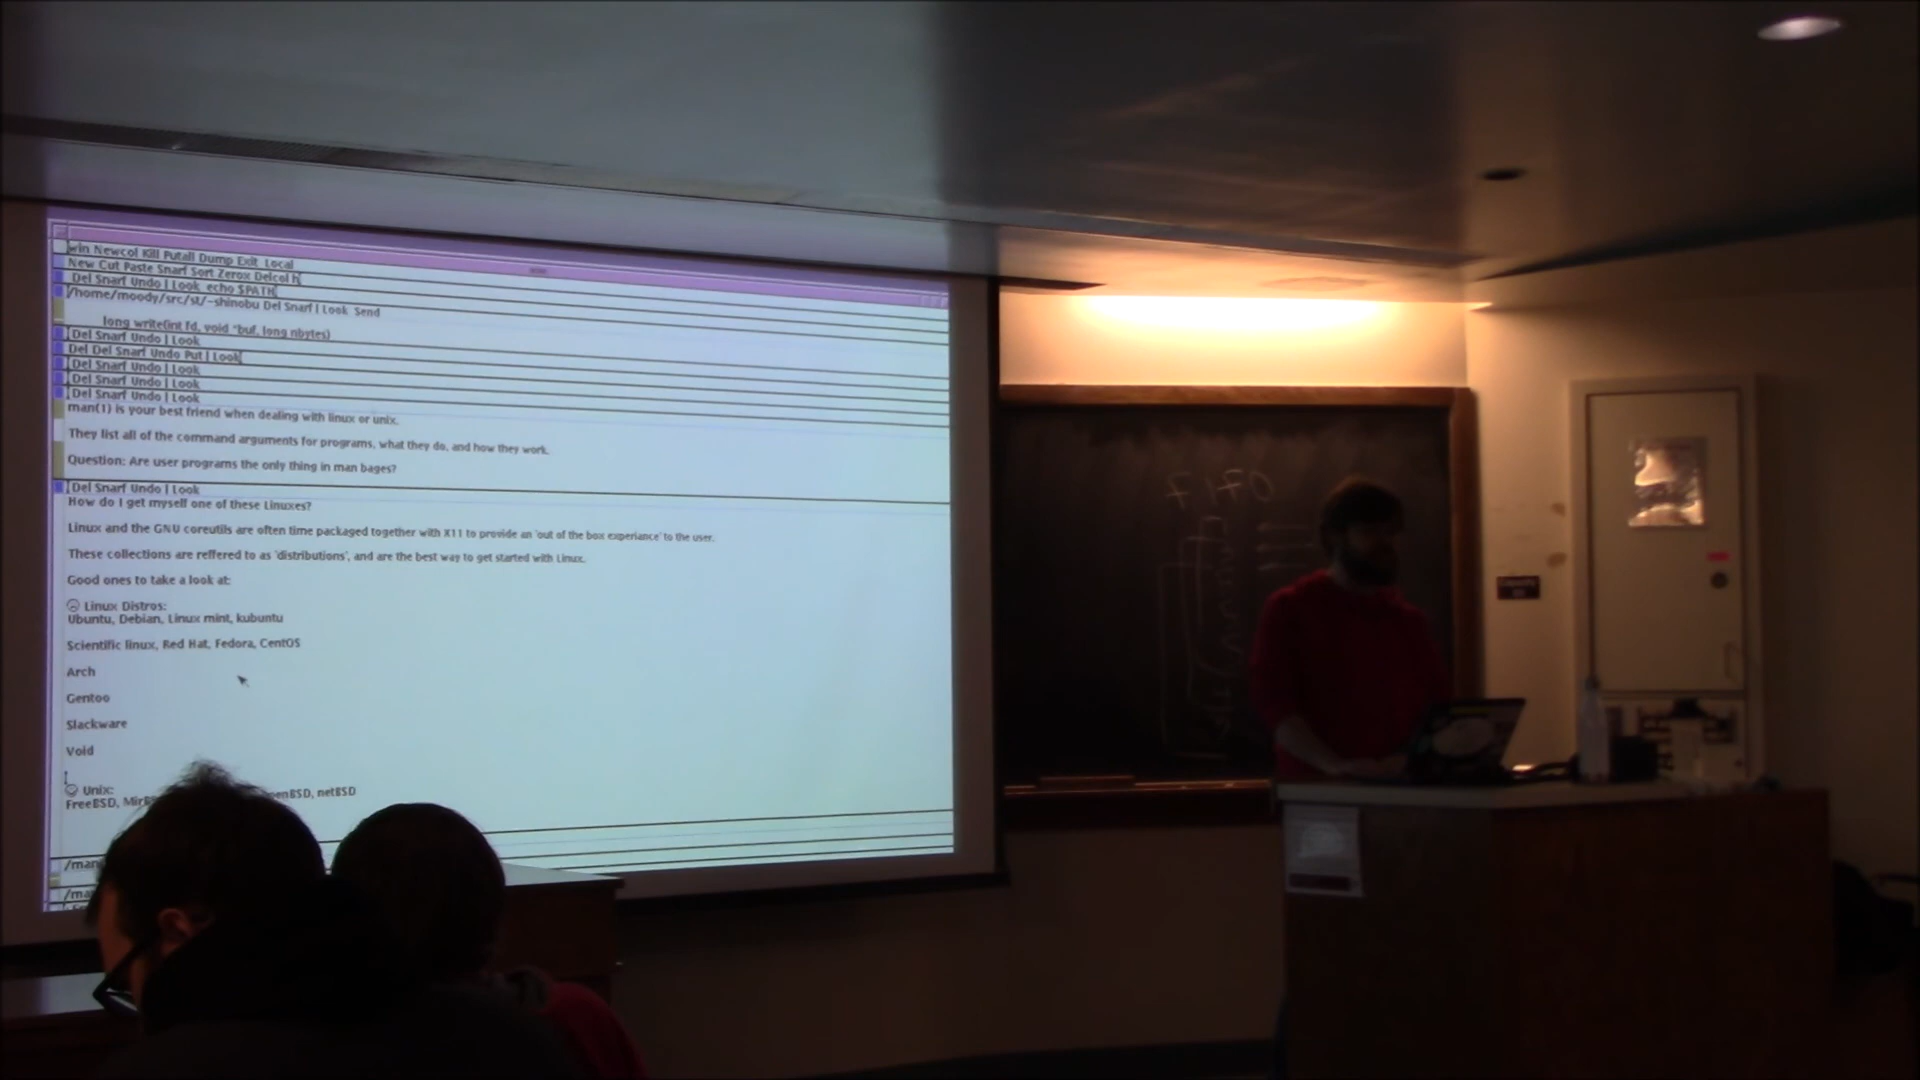 win Newcol Kill Putall Dump Exit Local
New Cut Paste Snarf Sort Zerox Delcol h
Del Snarf Undo | Look echo $PATH
/home/moody/src/st/-shinobu Del Snarf | Look Send
long write(int fd, void *buf, long nbytes)
Del Snarf Undo | Look
Del Del Snarf Undo Put | Look
Del Snarf Undo | Look
Del Snarf Undo | Look
Del Snarf Undo | Look
man(1) is your best friend when dealing with linux or unix.
They list all of the command arguments for programs, what they do, and how they work.
Question: Are user programs the only thing in man bages?
Del Snarf Undo | Look
How do I get myself one of these Linuxes?
Linux and the GNU coreutils are often time packaged together with X11 to provide an 'out of the box experiance' to the user.
These collections are reffered to as 'distributions', and are the best way to get started with Linux.
Good ones to take a look at:
☹ Linux Distros:
Ubuntu, Debian, Linux mint, kubuntu
Scientific linux, Red Hat, Fedora, CentOS
Arch
Gentoo
Slackware
Void
☺ Unix:
FreeBSD, netBSD
0717